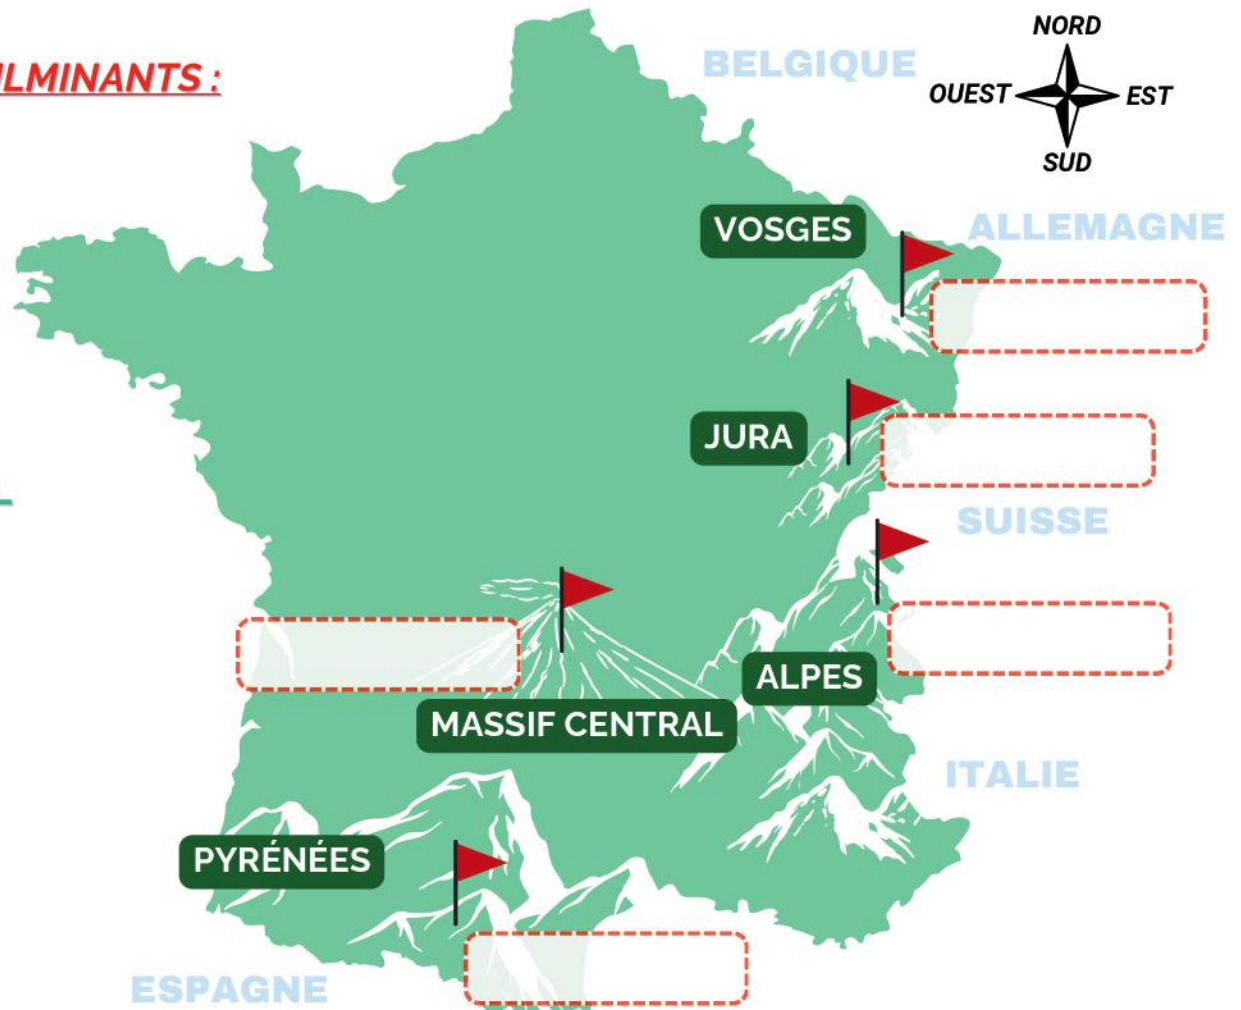 NORD
BELGIQUE
LMINANTS :
OUEST
EST
SUD
VOSGES
ALLEMAGNE
JURA
SUISSE
ALPES
MASSIF CENTRAL
ITALIE
PYRÉNÉES
ESPAGNE